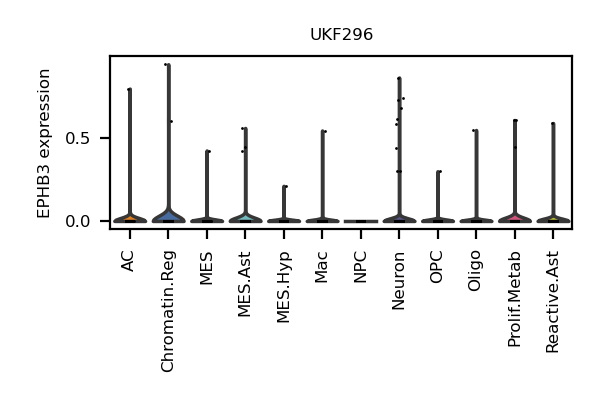 UKF296
EPHB3 expression
0.5
0.0
AC
Chromatin.Reg
MES
MES.Ast
MES.Hyp
Mac
NPC
Neuron
OPC
Oligo
Prolif.Metab
Reactive.Ast